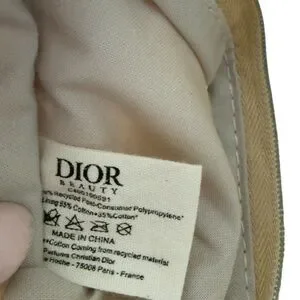 DIOR
BEAUTY
Recycled Post-Consumer Polypropylene*
Lining 65% Cotton+35%Cotton*
MADE IN CHINA
*Cotton Coming from recycled material
Parfums Christian Dior
Hoche - 75008 Paris - France